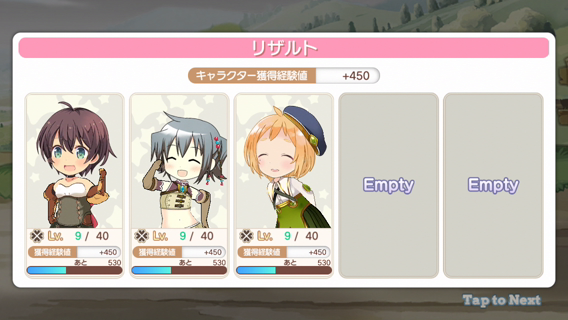 リザルト
キャラクター獲得経験値 +450
Lv. 9 / 40
獲得経験値 +450
あと 530
Lv. 9 / 40
獲得経験値 +450
あと 530
Lv. 9 / 40
獲得経験値 +450
あと 530
Empty
Empty
Tap to Next